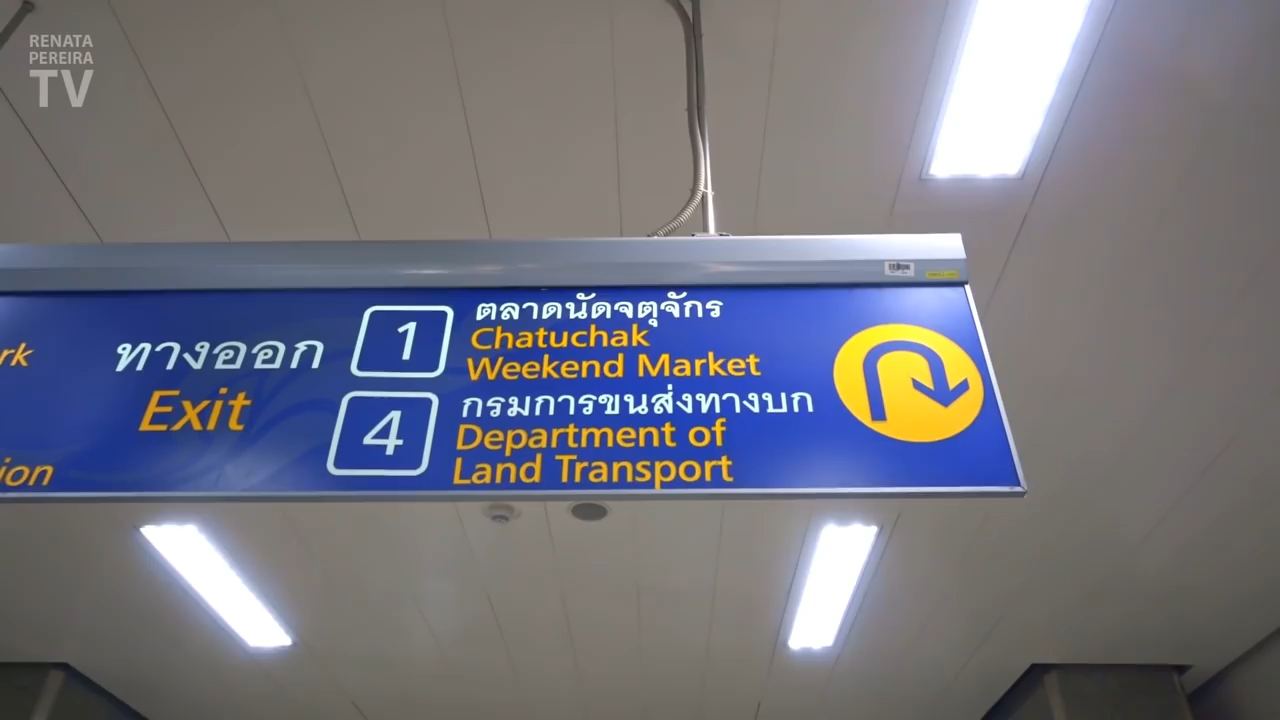 RENATA
PEREIRA
TV
rk
ion
ทางออก
Exit
1
ตลาดนัดจตุจักร
Chatuchak
Weekend Market
4
กรมการขนส่งทางบก
Department of
Land Transport